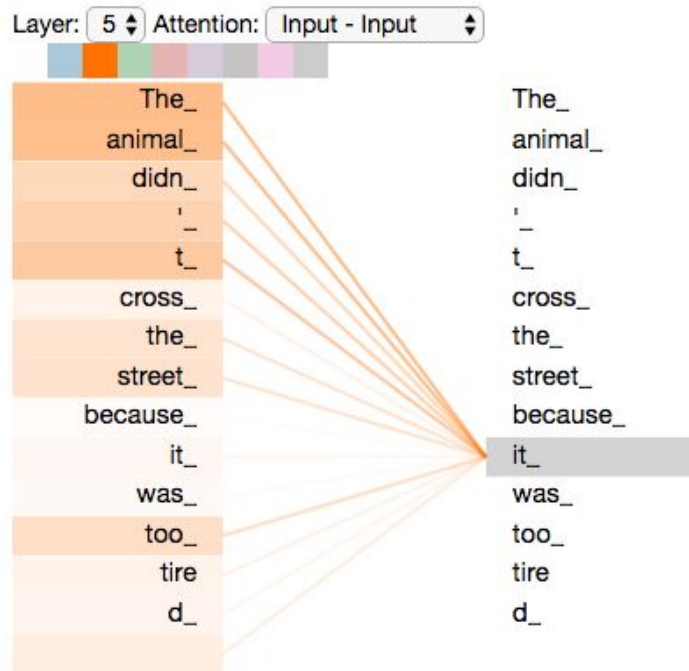 Layer: 5 Attention: Input - Input
The_ The_
animal_ animal_
didn_ didn_
'_ '_
t_ t_
cross_ cross_
the_ the_
street_ street_
because_ because_
it_ it_
was_ was_
too_ too_
tire tire
d_ d_